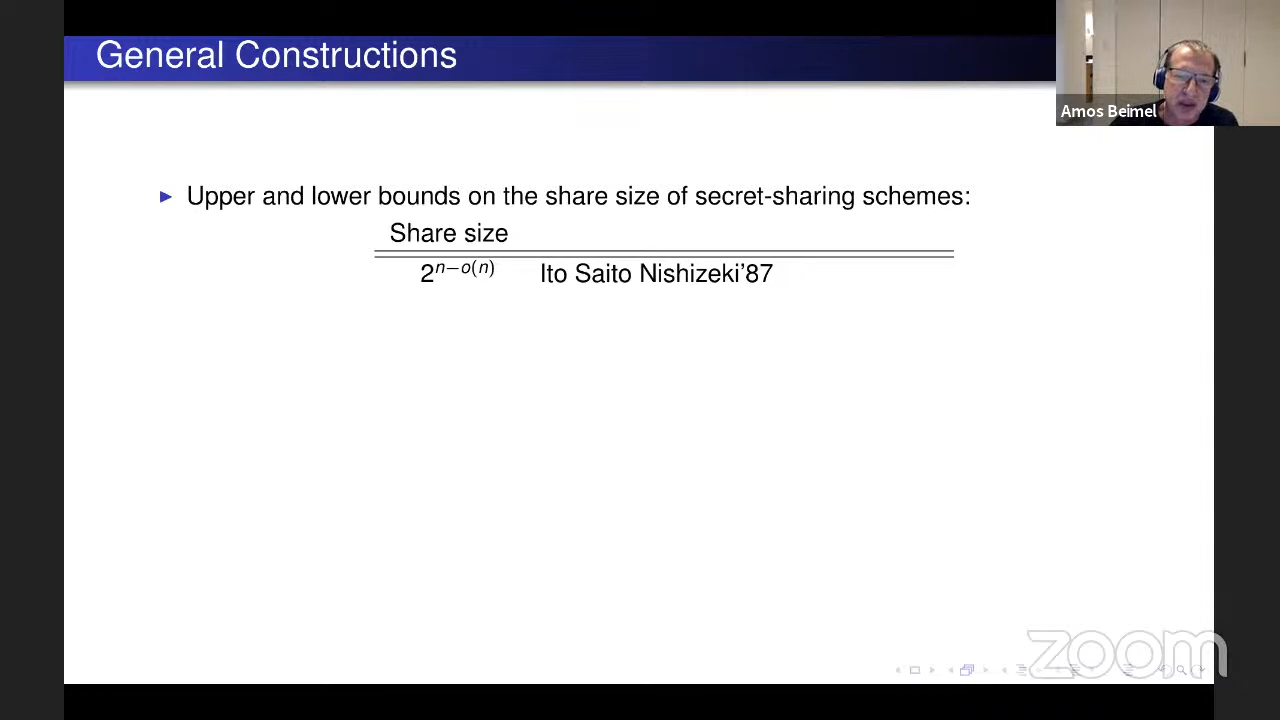 General Constructions
Amos Beimel
► Upper and lower bounds on the share size of secret-sharing schemes:
Share size
2^{n−o(n)} Ito Saito Nishizeki'87
zoom